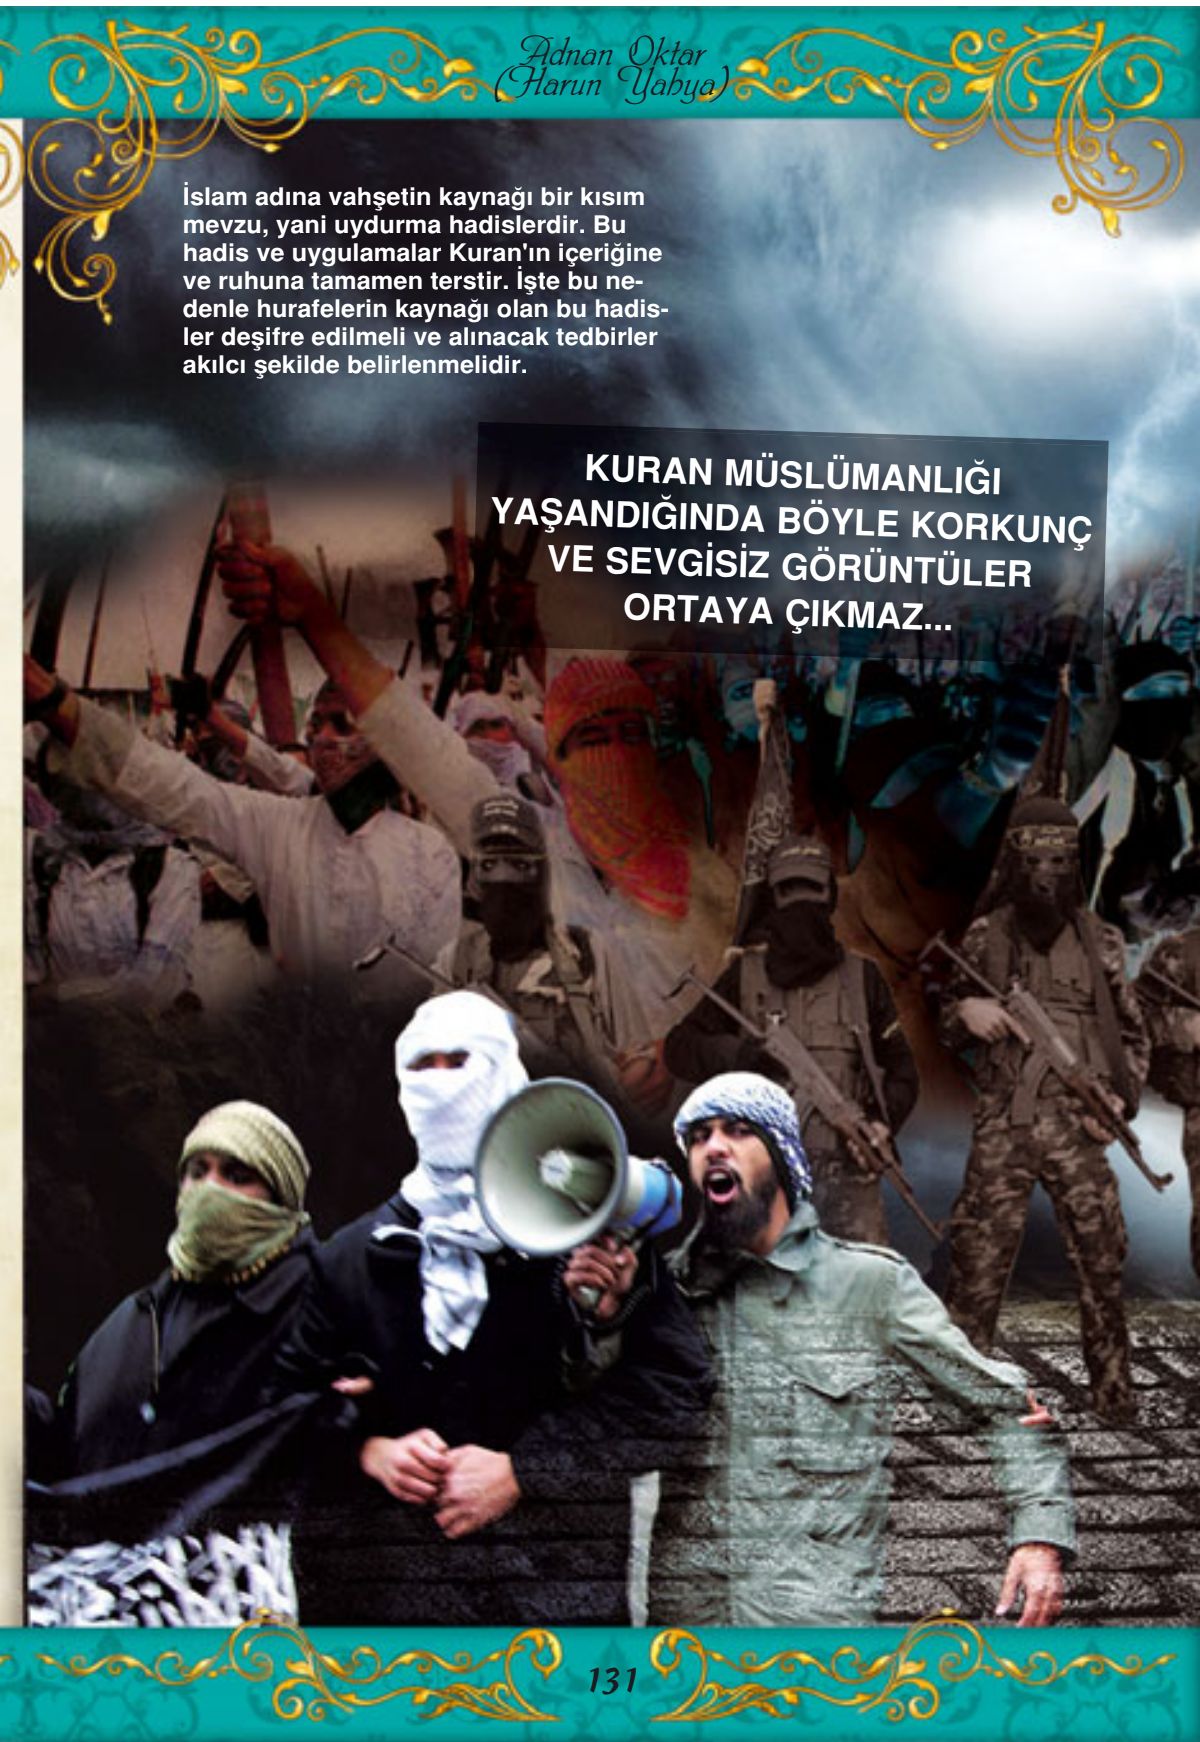 Adnan Oktar
(Harun Yahya)
İslam adına vahşetin kaynağı bir kısım
mevzu, yani uydurma hadislerdir. Bu
hadis ve uygulamalar Kuran'ın içeriğine
ve ruhuna tamamen terstir. İşte bu ne-
denle hurafelerin kaynağı olan bu hadis-
ler deşifre edilmeli ve alınacak tedbirler
akılcı şekilde belirlenmelidir.
KURAN MÜSLÜMANLIĞI
YAŞANDIĞINDA BÖYLE KORKUNÇ
VE SEVGİSİZ GÖRÜNTÜLER
ORTAYA ÇIKMAZ...
131